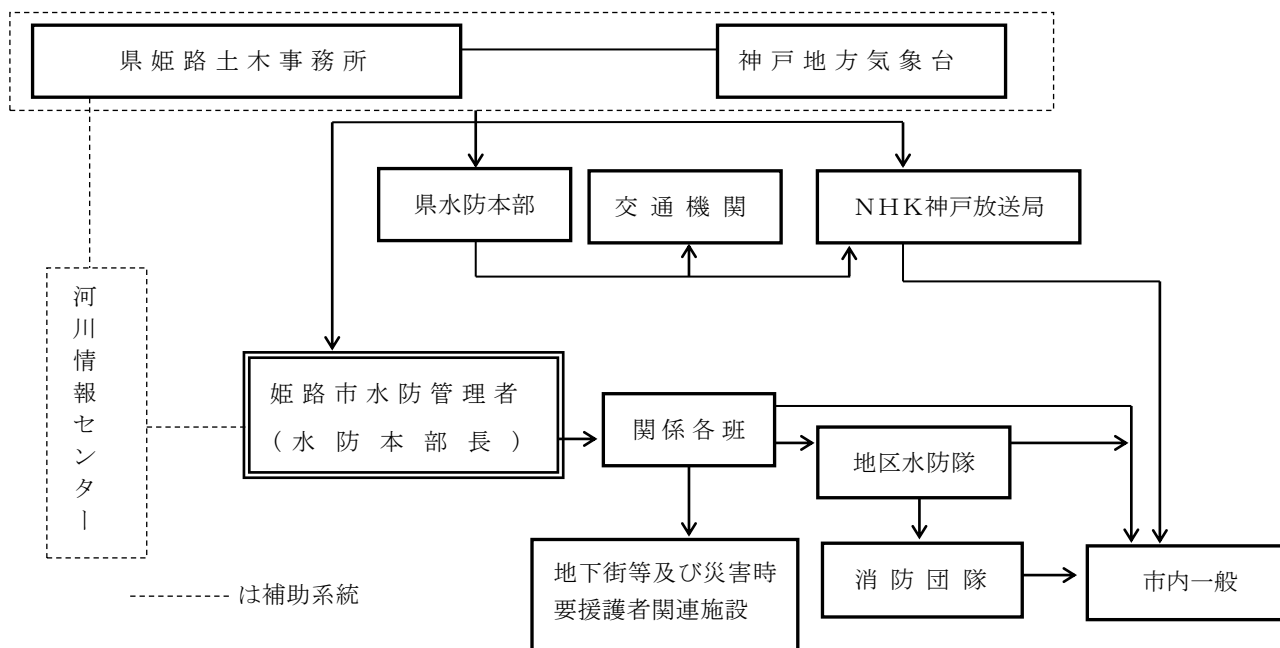 県姫路土木事務所
神戸地方気象台
県水防本部
交通機関
NHK神戸放送局
河川情報センター
姫路市水防管理者
(水防本部長)
関係各班
地区水防隊
地下街等及び災害時
要援護者関連施設
消防団隊
市内一般
は補助系統